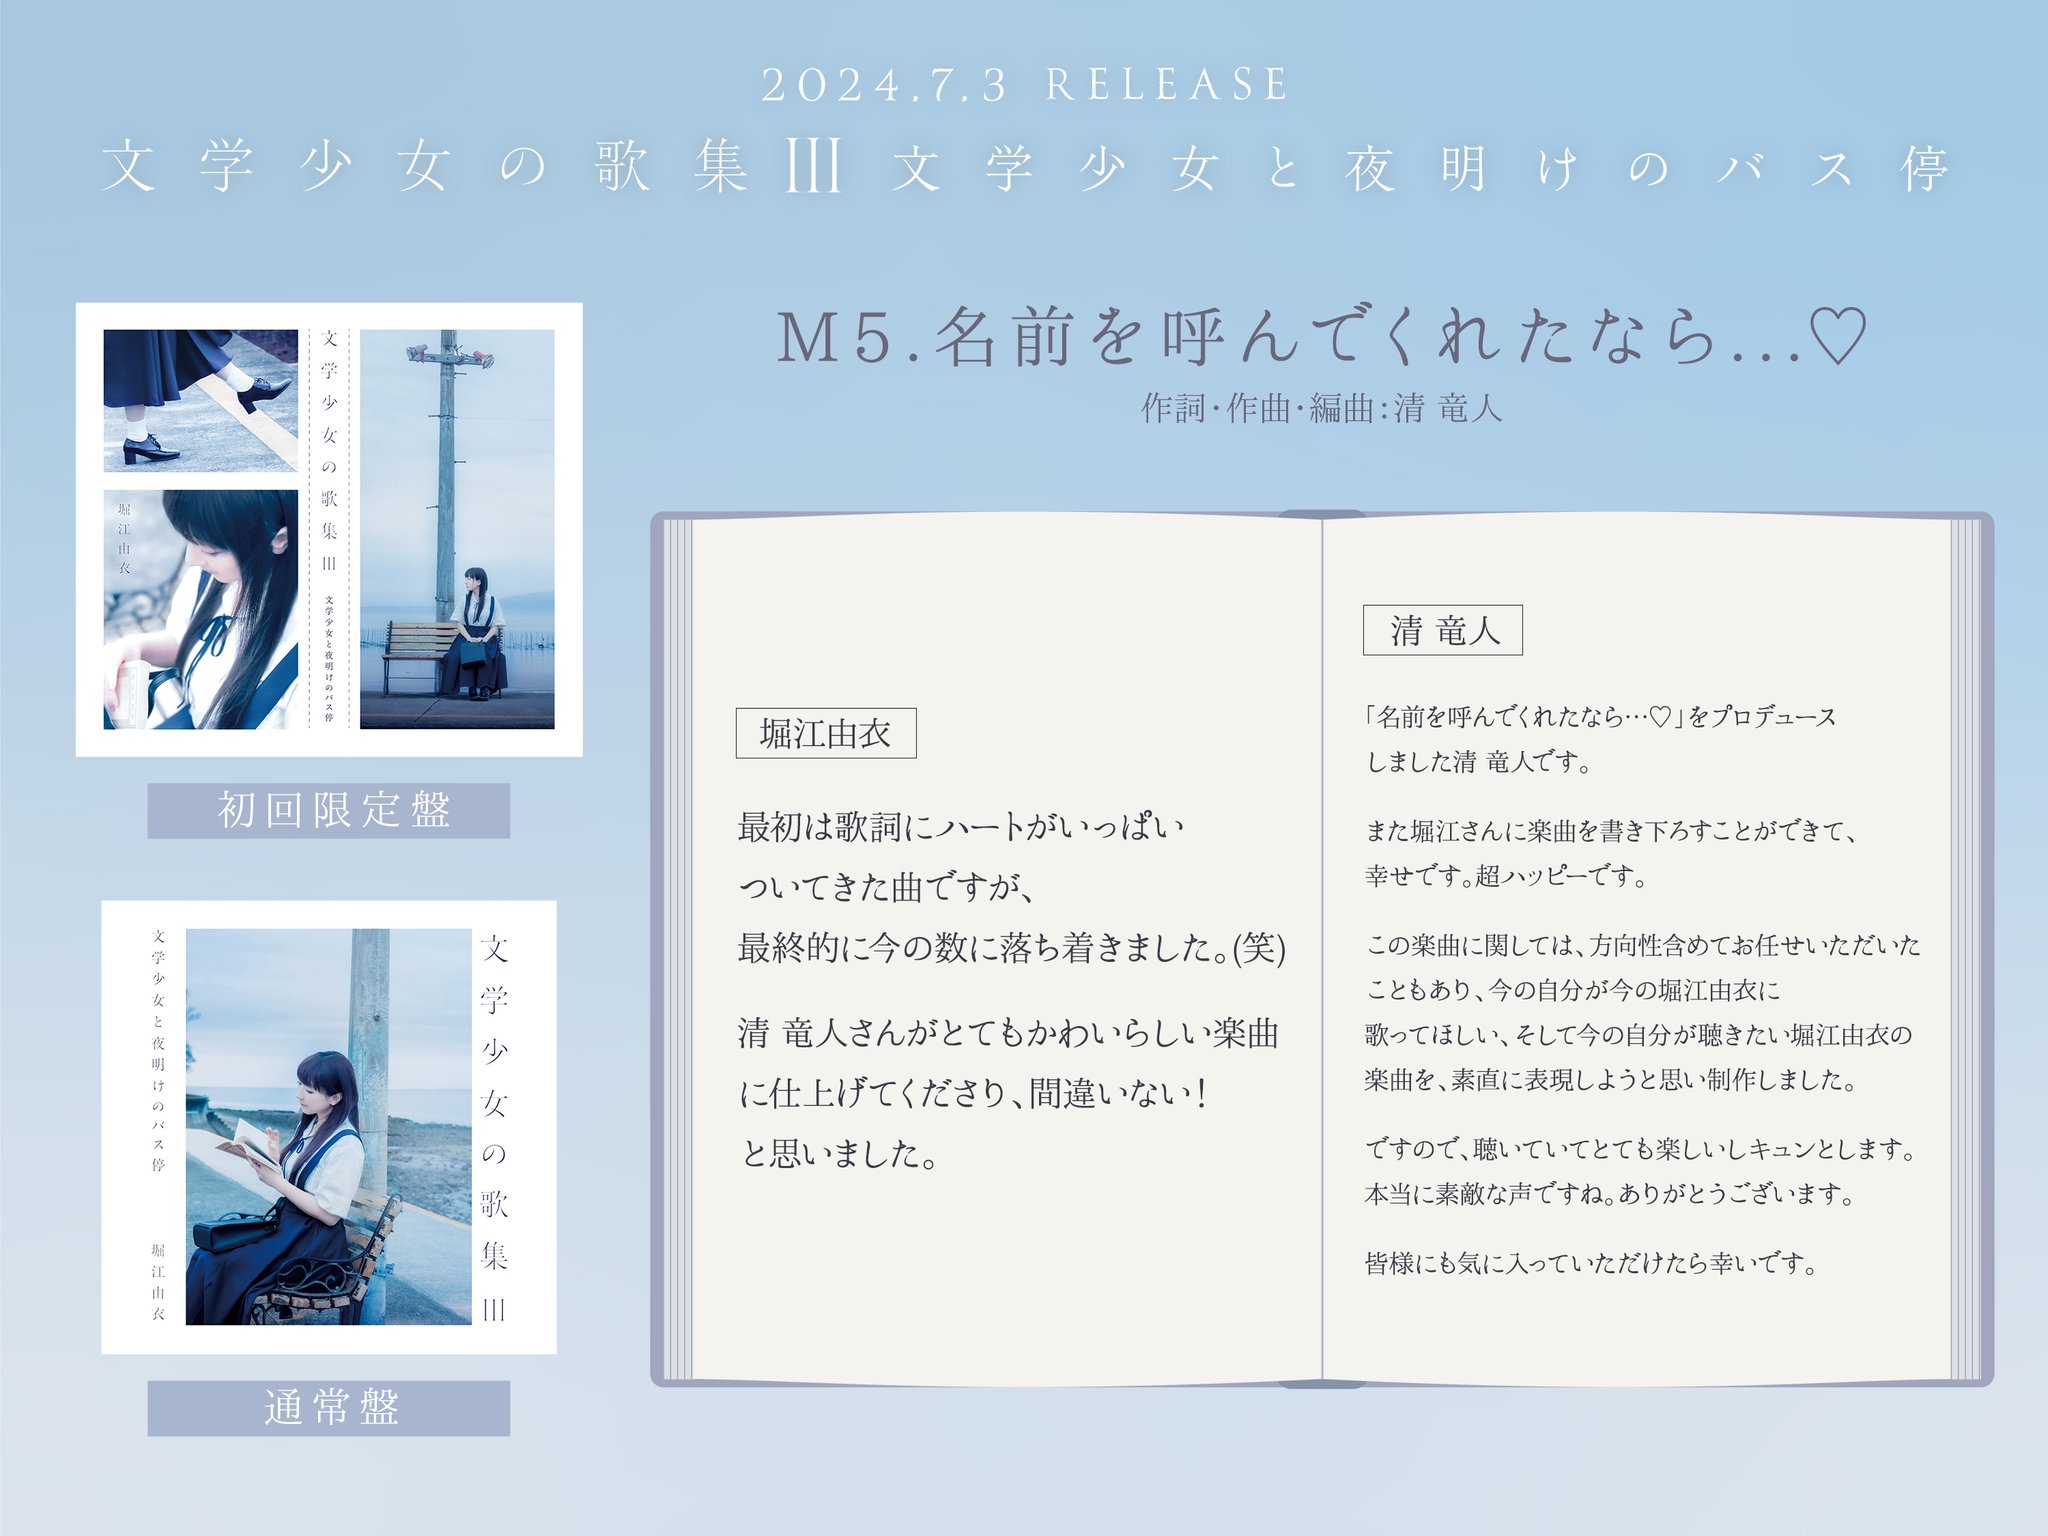 2024.7.3 RELEASE
文学少女の歌集Ⅲ 文学少女と夜明けのバス停
文学少女の歌集Ⅲ 文学少女と夜明けのバス停
堀江由衣
初回限定盤
文学少女の歌集Ⅲ
文学少女と夜明けのバス停
堀江由衣
通常盤
M5.名前を呼んでくれたなら...♡
作詞・作曲・編曲：清 竜人
堀江由衣
最初は歌詞にハートがいっぱい
ついてきた曲ですが、
最終的に今の数に落ち着きました。(笑)
清 竜人さんがとてもかわいらしい楽曲
に仕上げてくださり、間違いない！
と思いました。
清 竜人
「名前を呼んでくれたなら…♡」をプロデュース
しました清 竜人です。
また堀江さんに楽曲を書き下ろすことができて、
幸せです。超ハッピーです。
この楽曲に関しては、方向性含めてお任せいただいた
こともあり、今の自分が今の堀江由衣に
歌ってほしい、そして今の自分が聴きたい堀江由衣の
楽曲を、素直に表現しようと思い制作しました。
ですので、聴いていてとても楽しいしキュンとします。
本当に素敵な声ですね。ありがとうございます。
皆様にも気に入っていただけたら幸いです。